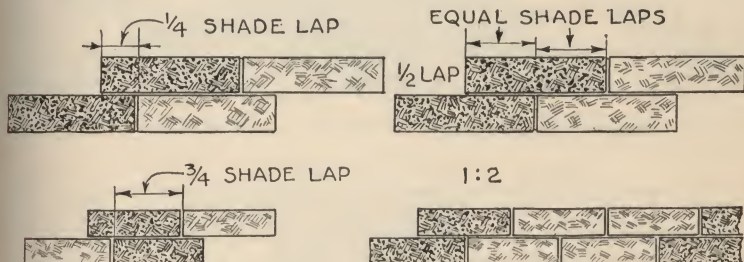 1/4 SHADE LAP
EQUAL SHADE LAPS
1/2 LAP
3/4 SHADE LAP
1:2